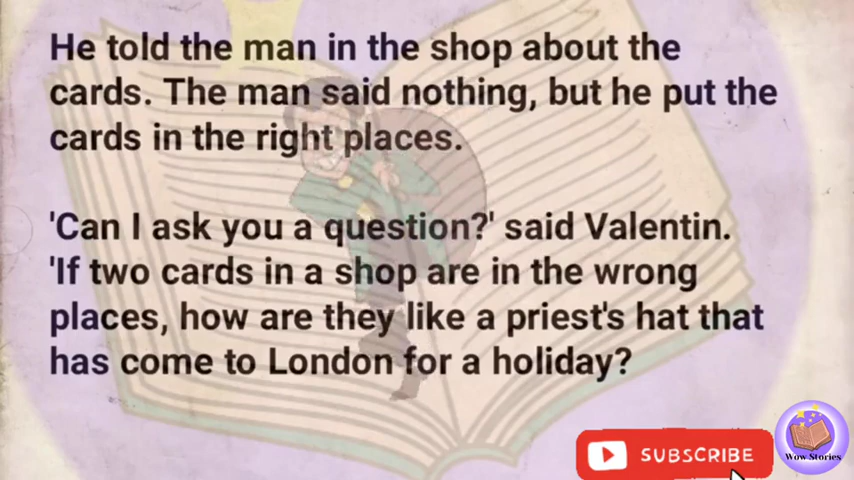 He told the man in the shop about the
cards. The man said nothing, but he put the
cards in the right places.
'Can I ask you a question?' said Valentin.
'If two cards in a shop are in the wrong
places, how are they like a priest's hat that
has come to London for a holiday?
SUBSCRIBE
Wow Stories